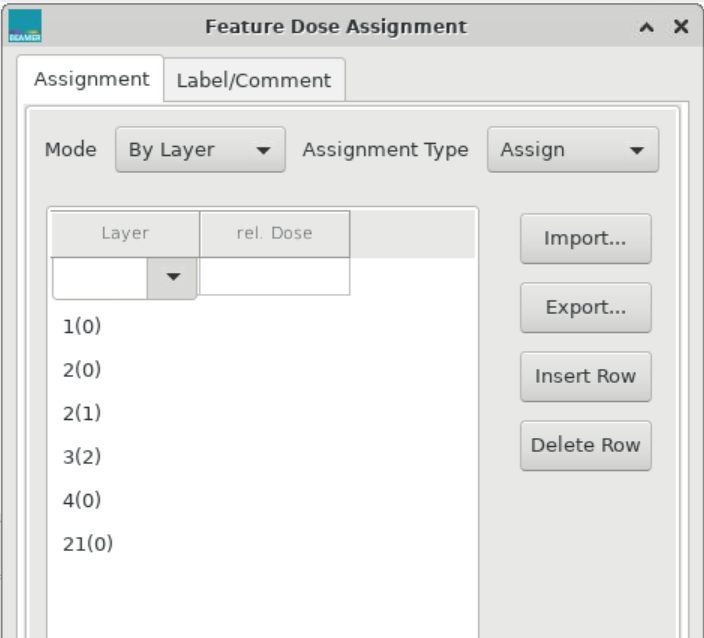 BEAMER
Feature Dose Assignment
Assignment Label/Comment
Mode By Layer Assignment Type Assign
Layer rel. Dose
Import...
Export...
1(0)
2(0)
Insert Row
2(1)
Delete Row
3(2)
4(0)
21(0)